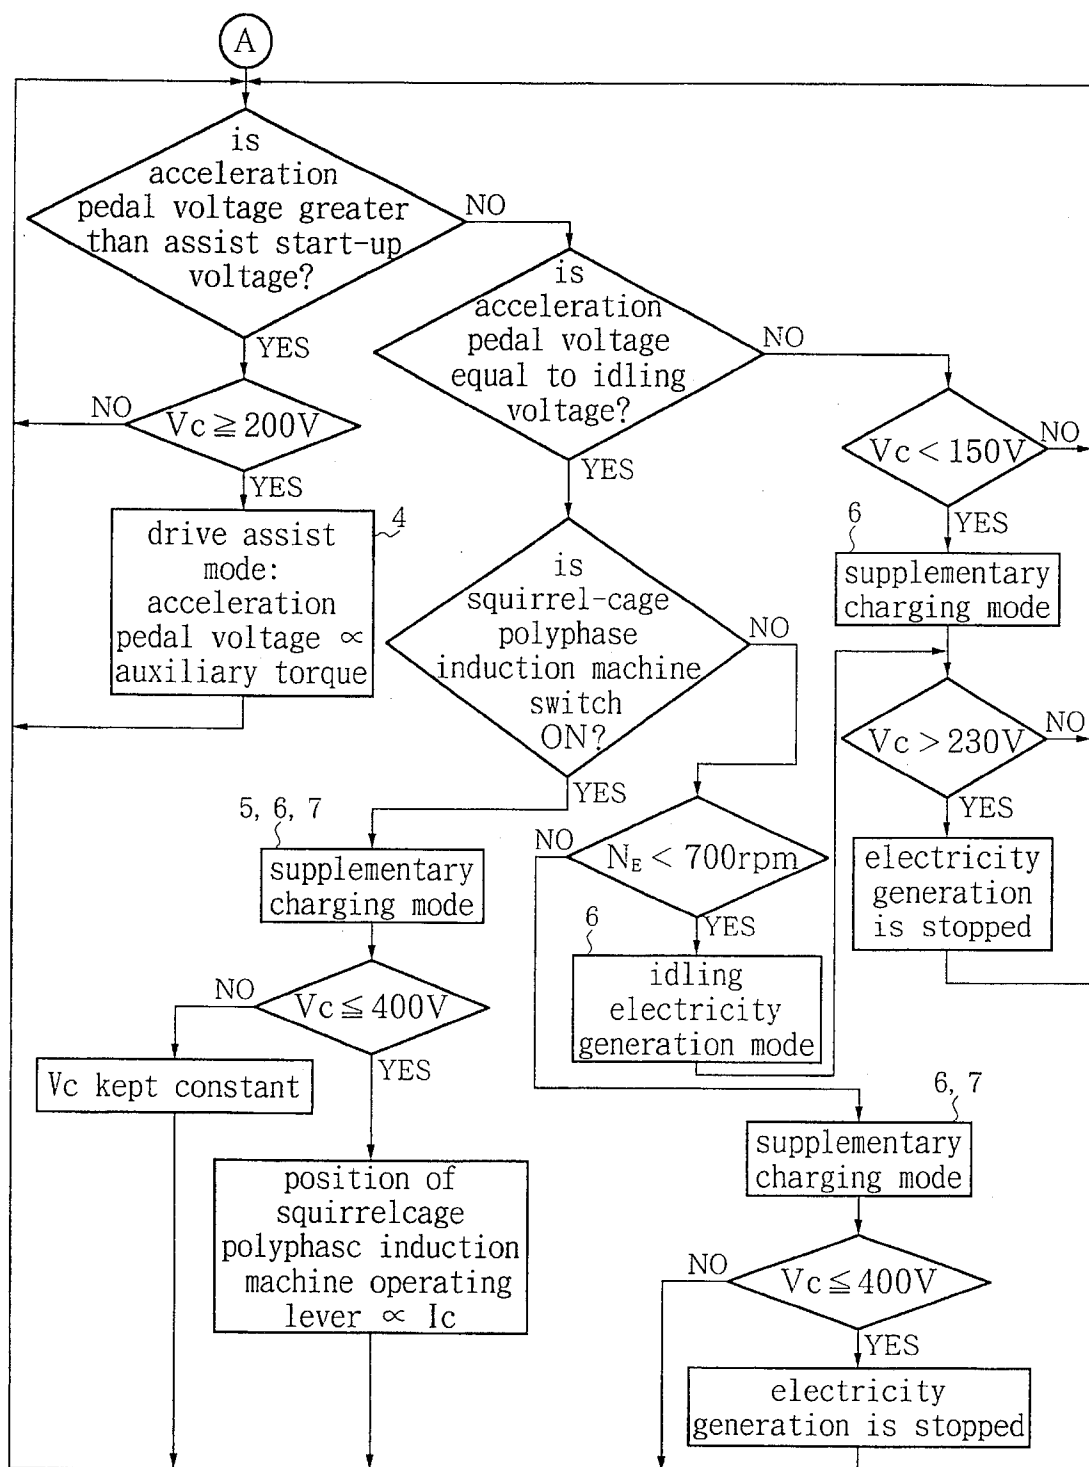 A
is
acceleration
pedal voltage greater
than assist start-up
voltage?
NO
YES
is
acceleration
pedal voltage
equal to idling
voltage?
NO
YES
NO
Vc≧200V
YES
Vc<150V
NO
YES
4
drive assist
mode:
acceleration
pedal voltage ∝
auxiliary torque
6
supplementary
charging mode
is
squirrel-cage
polyphase
induction machine
switch
ON?
NO
YES
Vc>230V
NO
YES
5, 6, 7
supplementary
charging mode
NO
NE<700rpm
YES
electricity
generation
is stopped
6
idling
electricity
generation mode
NO
Vc≦400V
YES
Vc kept constant
6, 7
supplementary
charging mode
position of
squirrelcage
polyphasc induction
machine operating
lever ∝ Ic
NO
Vc≦400V
YES
electricity
generation is stopped